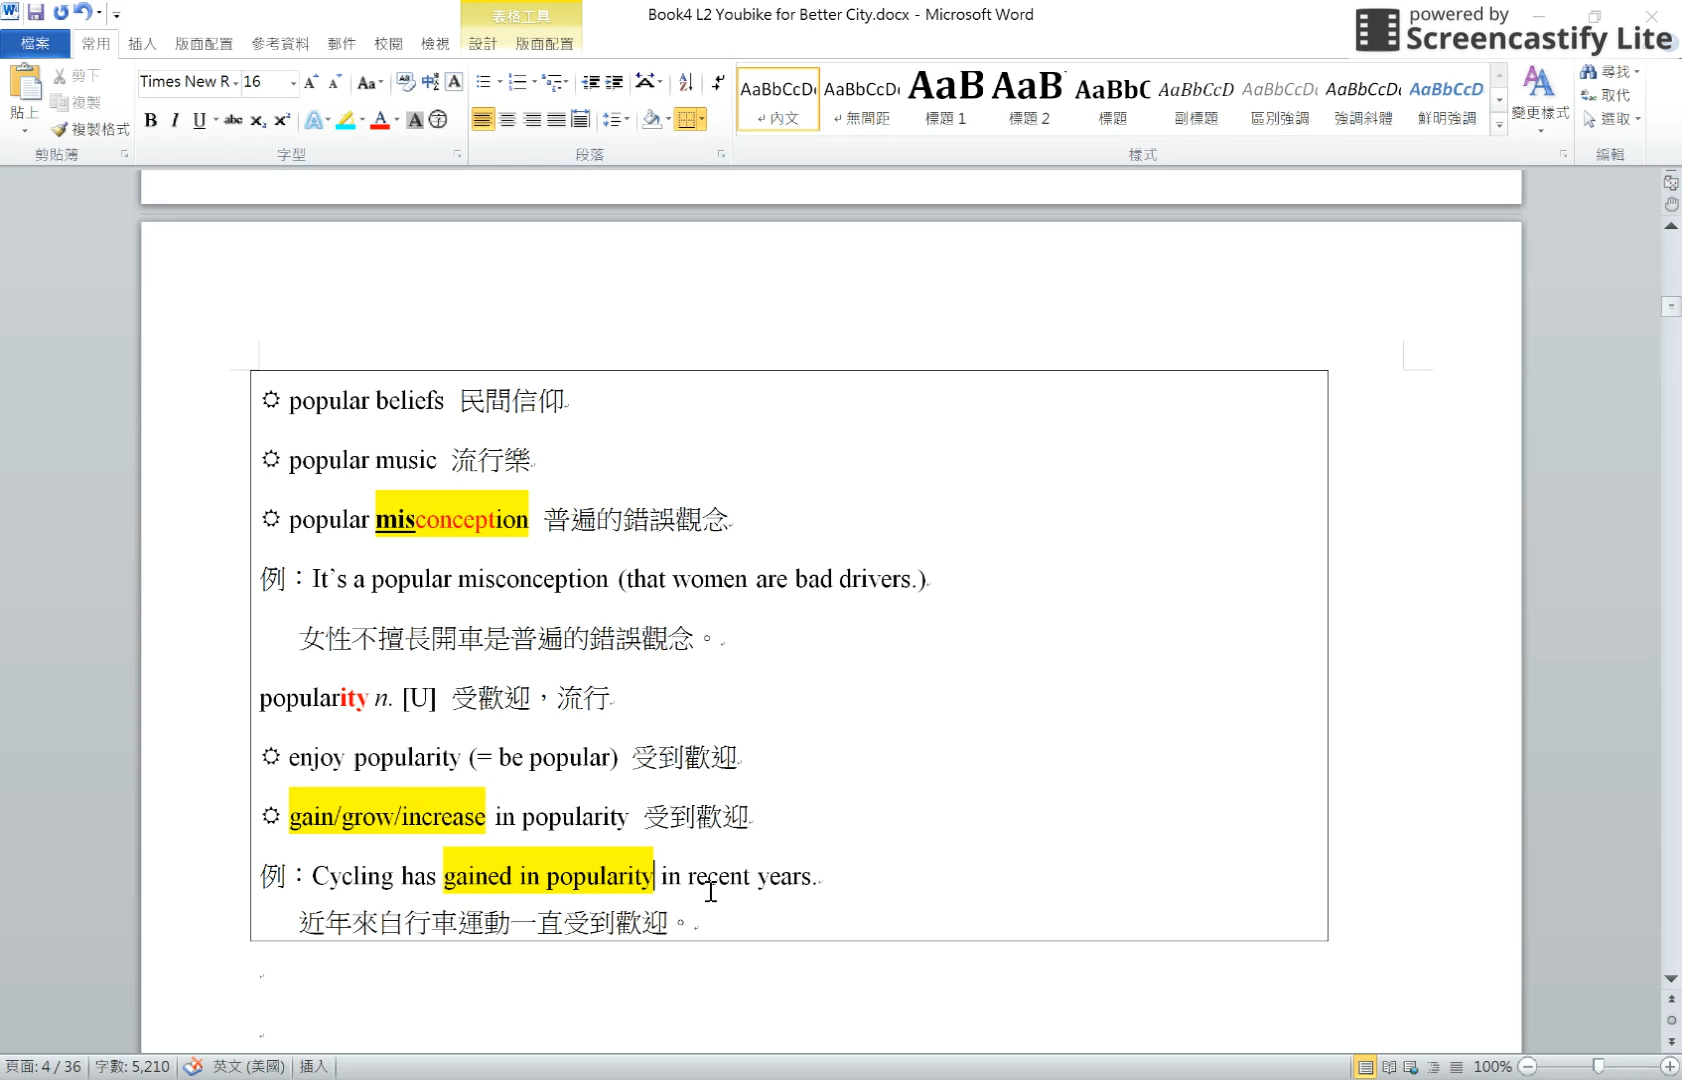 表格工具
Book4 L2 Youbike for Better City.docx - Microsoft Word
powered by
Screencastify Lite
檔案 常用 插入 版面配置 參考資料 郵件 校閱 檢視 設計 版面配置
貼上
剪下
複製
複製格式
剪貼簿
Times New R 16
字型
段落
AaBbCcDc 內文
AaBbCcDc 無間距
AaB 標題 1
AaB 標題 2
AaBbC 標題
AaBbCcD 副標題
AaBbCcDc 區別強調
AaBbCcDc 強調斜體
AaBbCcD 鮮明強調
樣式
變更樣式
尋找
取代
選取
編輯
☼ popular beliefs 民間信仰
☼ popular music 流行樂
☼ popular misconception 普遍的錯誤觀念
例：It’s a popular misconception (that women are bad drivers.)
女性不擅長開車是普遍的錯誤觀念。
popularity n. [U] 受歡迎，流行
☼ enjoy popularity (= be popular) 受到歡迎
☼ gain/grow/increase in popularity 受到歡迎
例：Cycling has gained in popularity in recent years.
近年來自行車運動一直受到歡迎。
頁面: 4 / 36 字數: 5,210 英文 (美國) 插入 100%